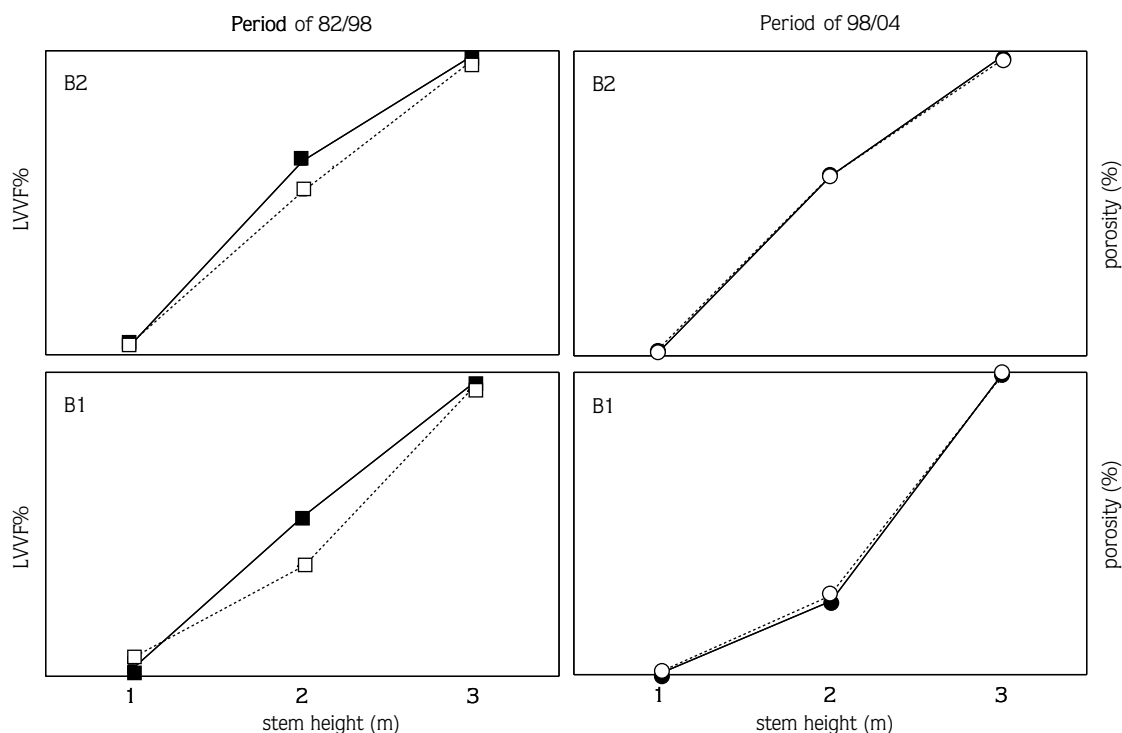 Period of 82/98
Period of 98/04
B2
B2
LVVF%
porosity (%)
B1
B1
LVVF%
porosity (%)
1 2 3
1 2 3
stem height (m)
stem height (m)